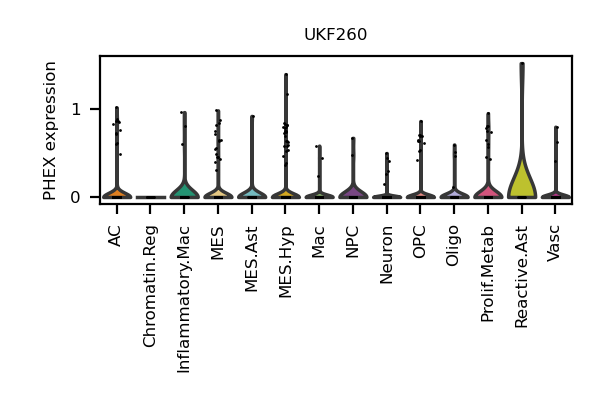 UKF260
PHEX expression
1
0
AC
Chromatin.Reg
Inflammatory.Mac
MES
MES.Ast
MES.Hyp
Mac
NPC
Neuron
OPC
Oligo
Prolif.Metab
Reactive.Ast
Vasc